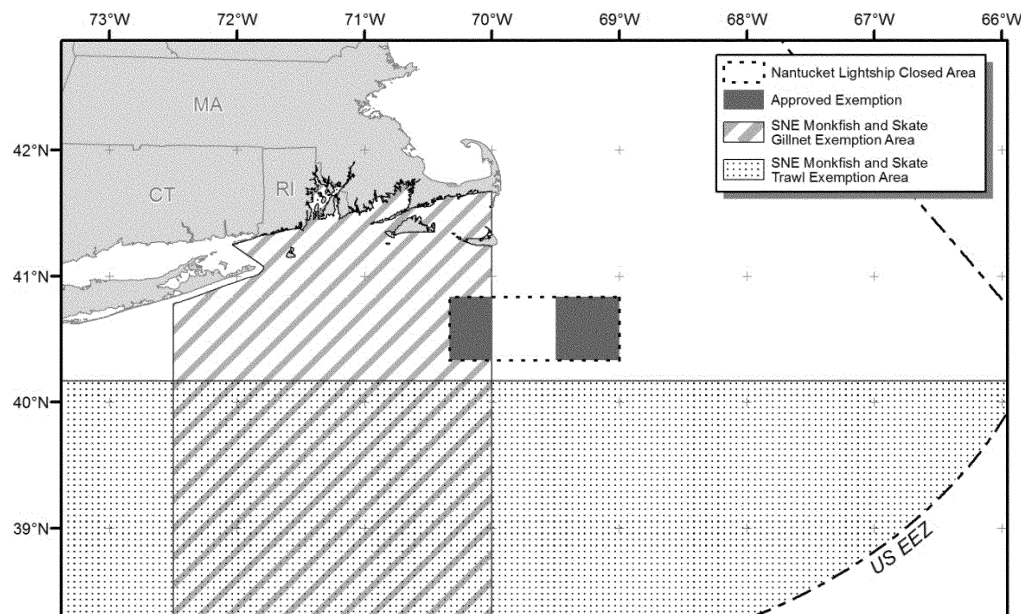 73°W 72°W 71°W 70°W 69°W 68°W 67°W 66°W
Nantucket Lightship Closed Area
Approved Exemption
SNE Monkfish and Skate
Gillnet Exemption Area
SNE Monkfish and Skate
Trawl Exemption Area
MA
42°N
CT
RI
41°N
40°N
39°N
US EEZ